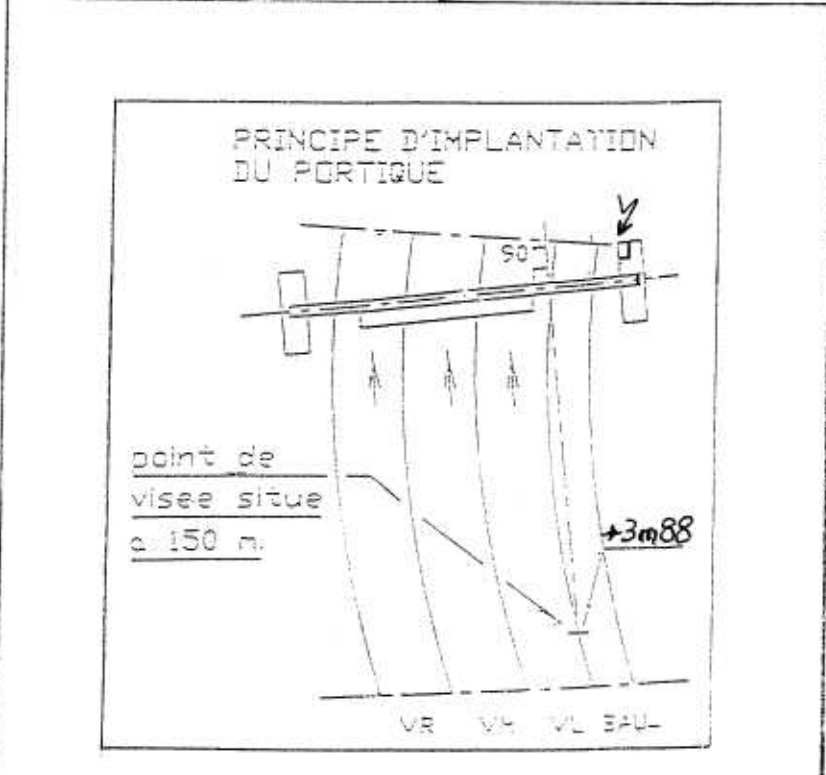 PRINCIPE D'IMPLANTATION
DU PORTIQUE
90
point de
visee situe
a 150 m.
+3m88
VR VM VL BAU